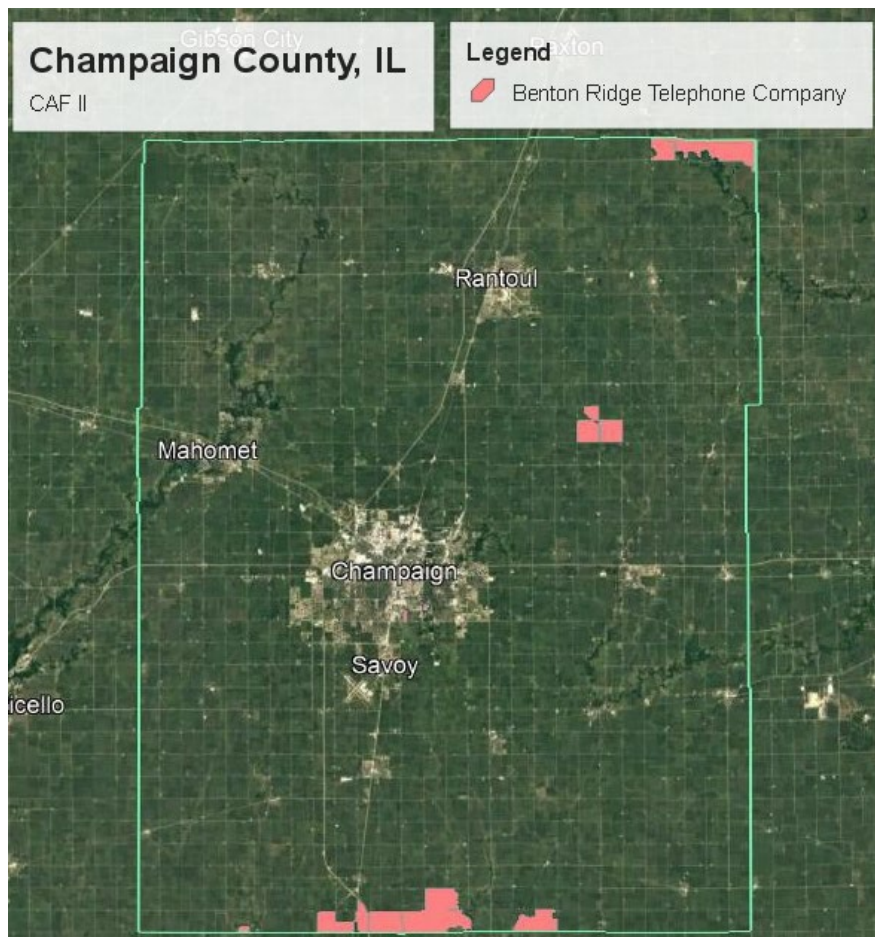 Gibson City
Champaign County, IL
CAF II
Paxton
Legend
Benton Ridge Telephone Company
Rantoul
Mahomet
Champaign
Savoy
icello